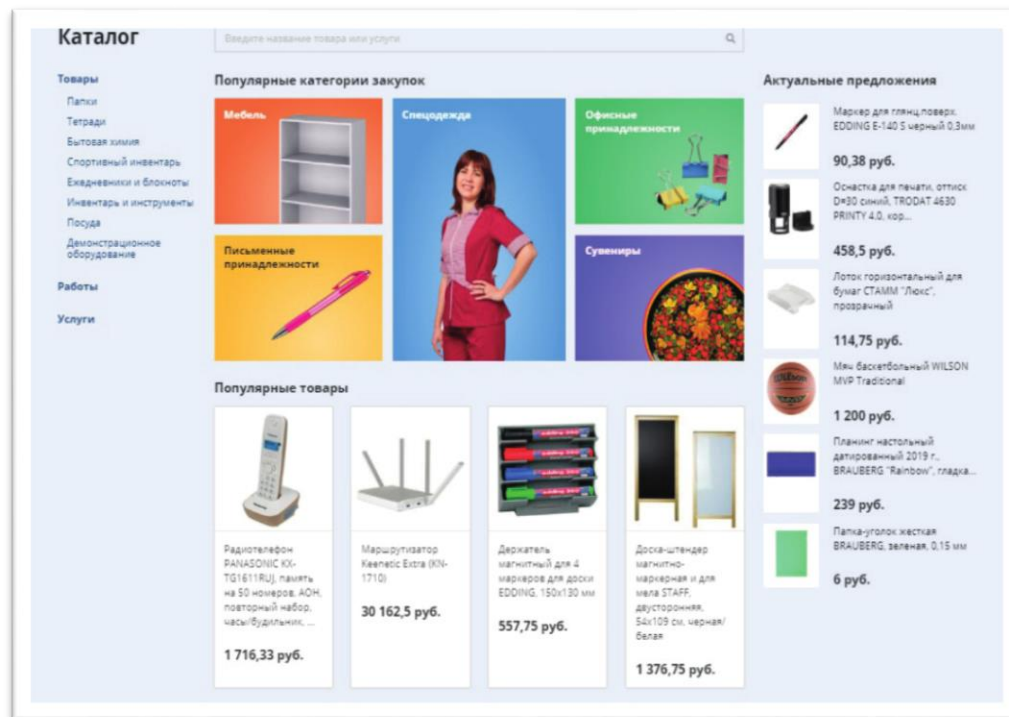 Каталог
Введите название товара или услуги
Товары
Папки
Тетради
Бытовая химия
Спортивный инвентарь
Ежедневники и блокноты
Инвентарь и инструменты
Посуда
Демонстрационное
оборудование
Работы
Услуги
Популярные категории закупок
Мебель
Спецодежда
Офисные
принадлежности
Письменные
принадлежности
Сувениры
Популярные товары
Радиотелефон
PANASONIC KX-
TG1611RUJ, память
на 50 номеров, АОН,
повторный набор,
часы/будильник, ...
1 716,33 руб.
Маршрутизатор
Keenetic Extra (KN-
1710)
30 162,5 руб.
Держатель
магнитный для 4
маркеров для доски
EDDING, 150x130 мм
557,75 руб.
Доска-штендер
магнитно-
маркерная и для
мела STAFF,
двусторонняя,
54x109 см, черная/
белая
1 376,75 руб.
Актуальные предложения
Маркер для глянц.поверх.
EDDING E-140 S черный 0,3мм
90,38 руб.
Оснастка для печати, оттиск
D=30 синий, TRODAT 4630
PRINTY 4.0, кор...
458,5 руб.
Лоток горизонтальный для
бумаг СТАММ "Люкс",
прозрачный
114,75 руб.
Wilson
Мяч баскетбольный WILSON
MVP Traditional
1 200 руб.
Планинг настольный
датированный 2019 г.,
BRAUBERG "Rainbow", гладка...
239 руб.
Папка-уголок жесткая
BRAUBERG, зеленая, 0,15 мм
6 руб.